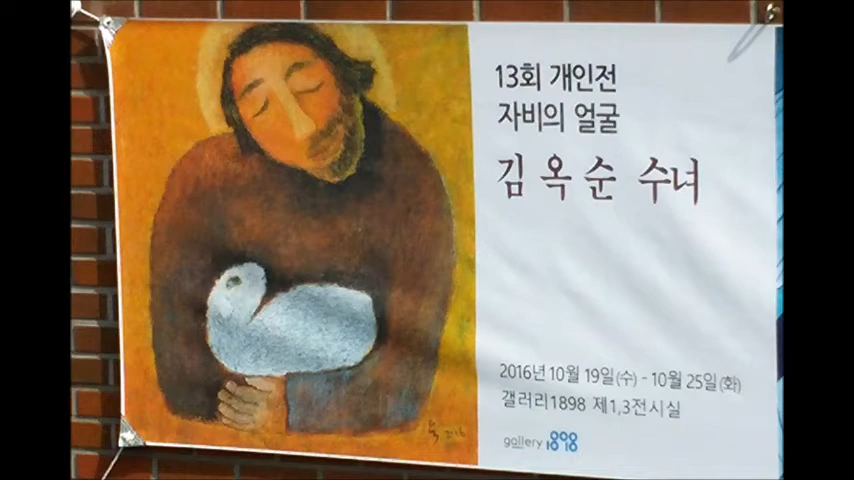 13회 개인전
자비의 얼굴
김옥순 수녀
2016년 10월 19일(수) - 10월 25일(화)
갤러리1898 제1,3전시실
gallery 1898
2016